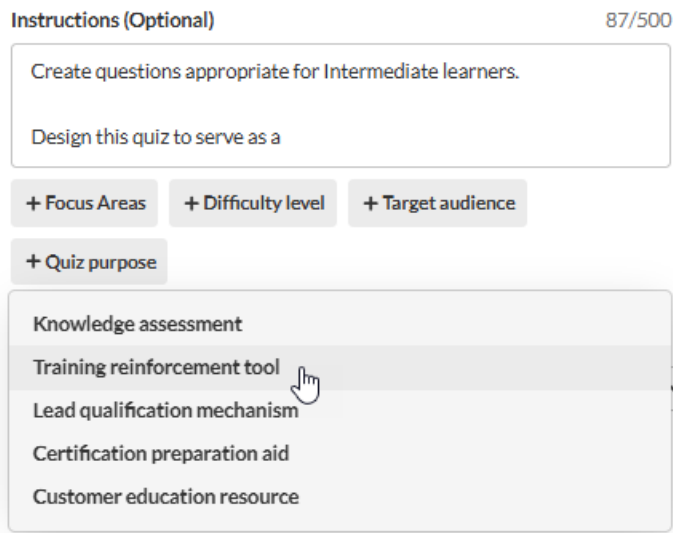 Instructions (Optional) 87/500
Create questions appropriate for Intermediate learners.
Design this quiz to serve as a
+ Focus Areas + Difficulty level + Target audience
+ Quiz purpose
Knowledge assessment
Training reinforcement tool
Lead qualification mechanism
Certification preparation aid
Customer education resource